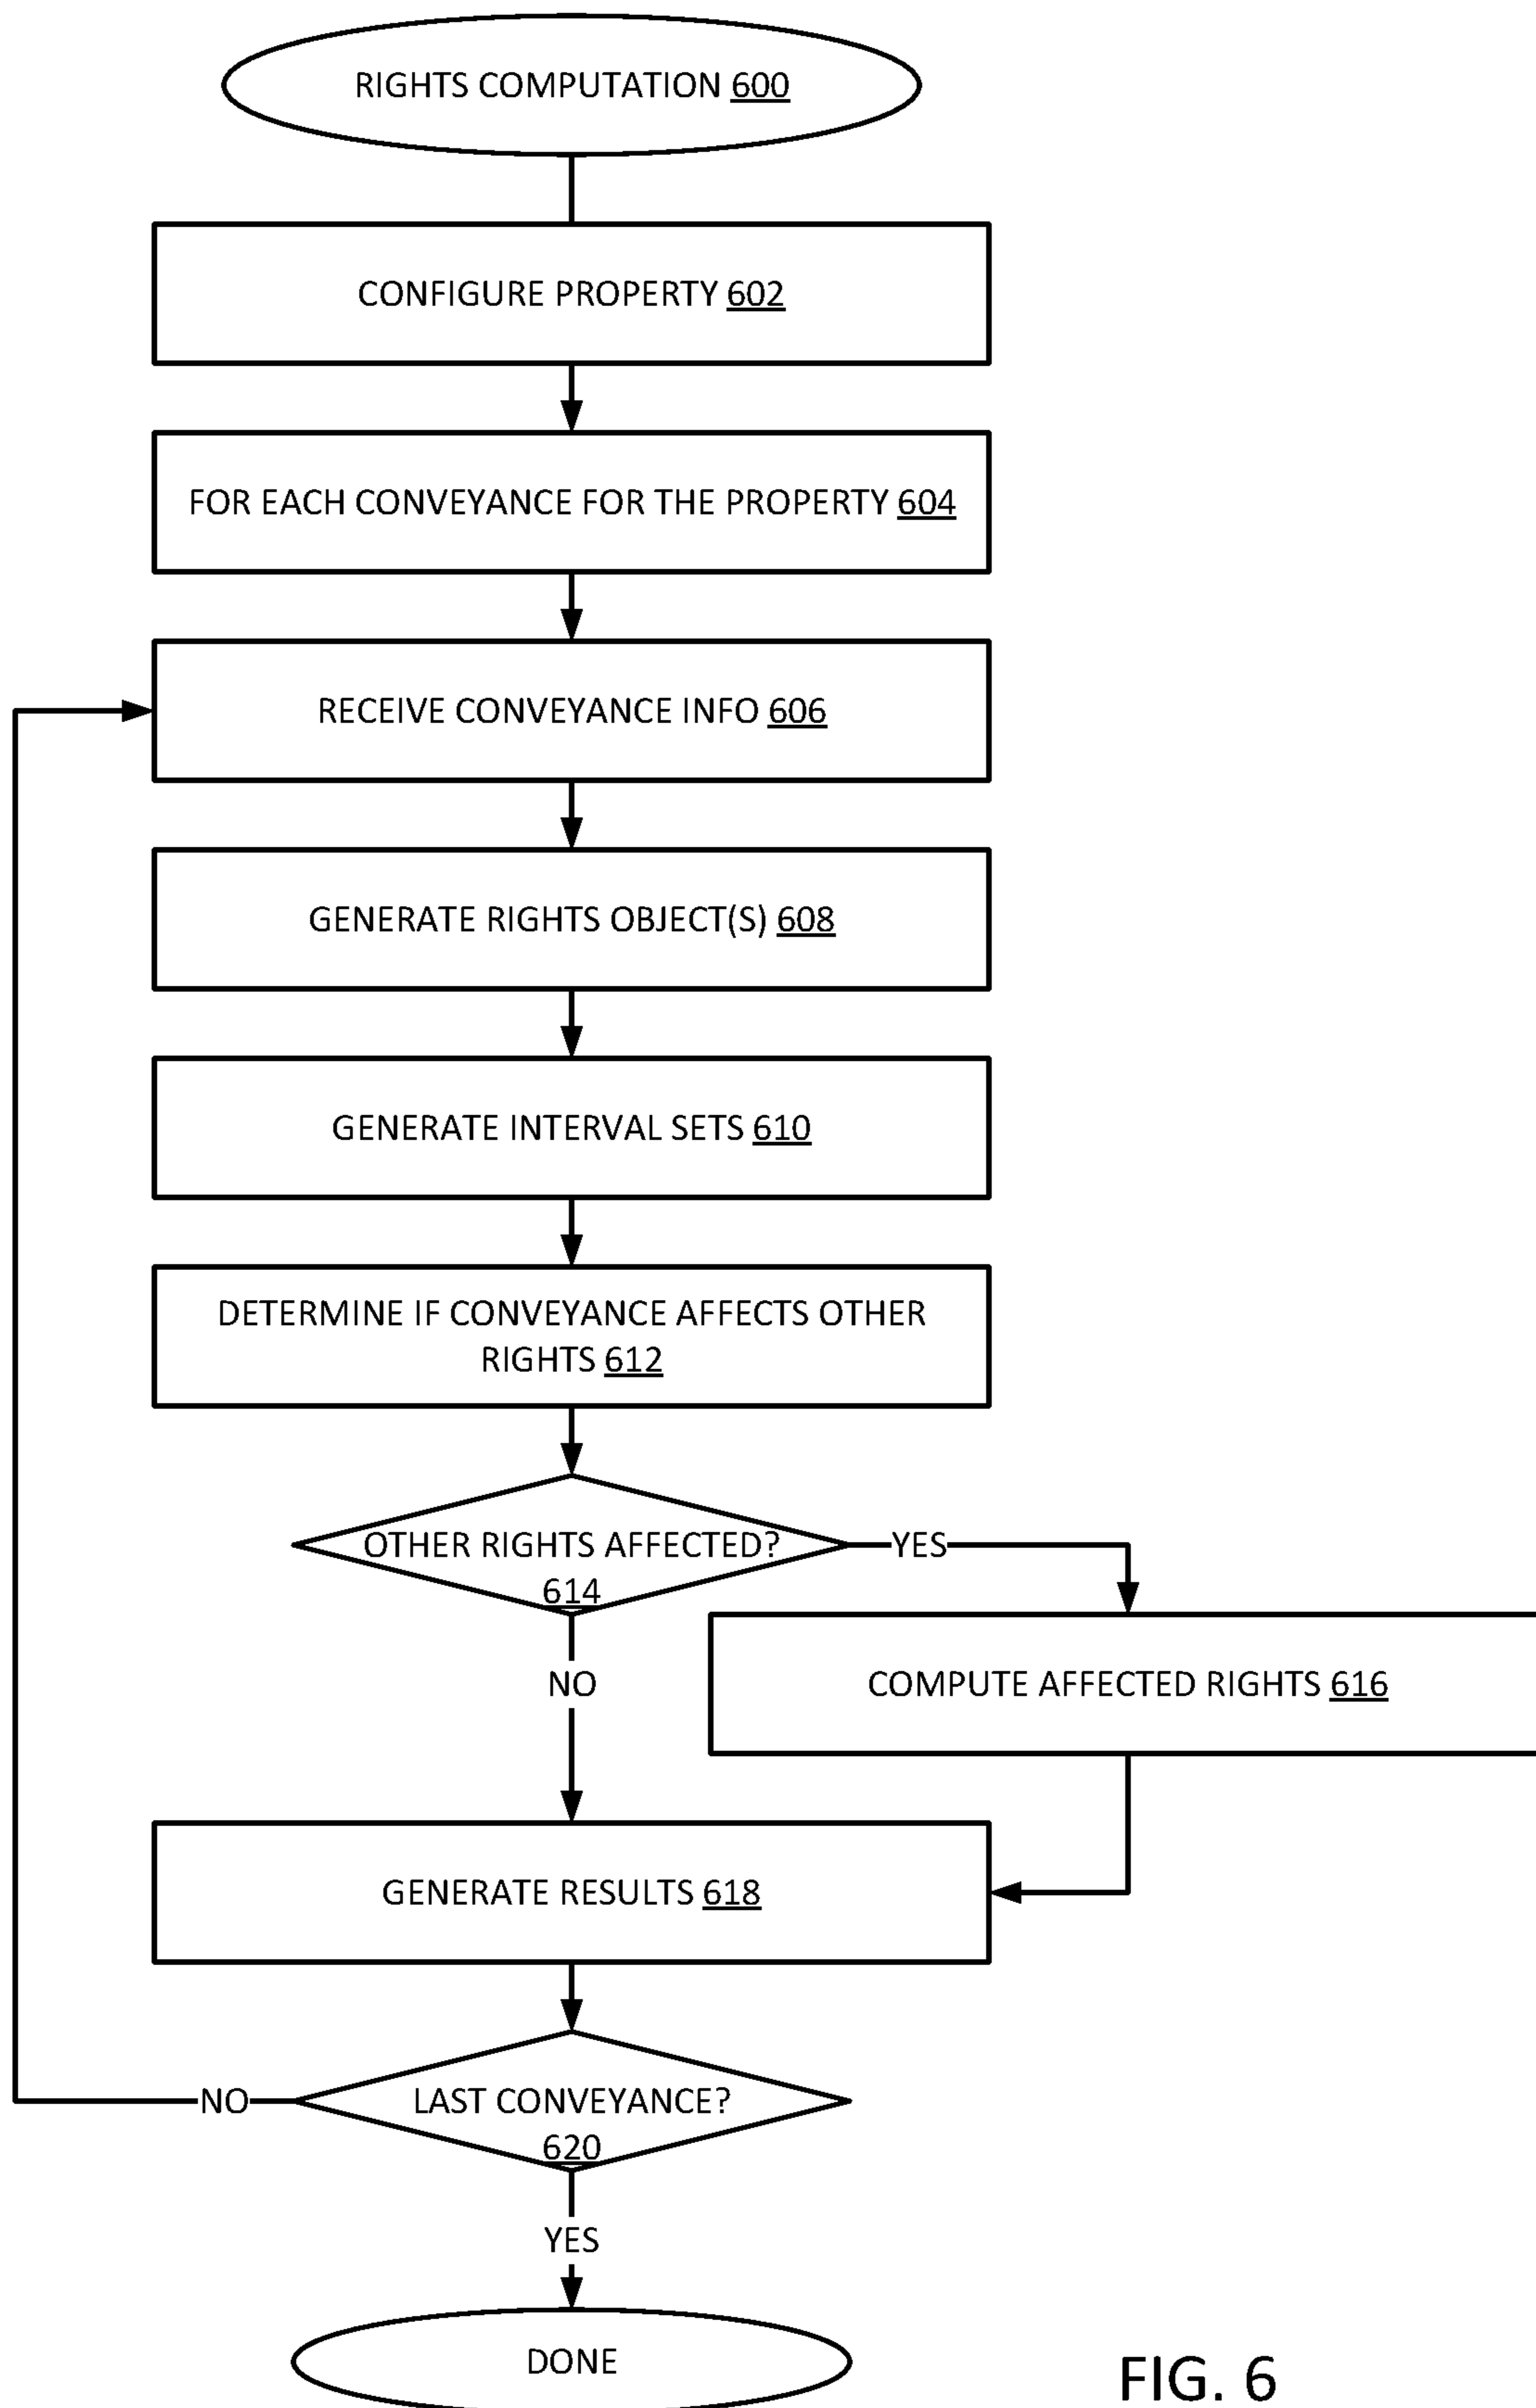 RIGHTS COMPUTATION 600
CONFIGURE PROPERTY 602
FOR EACH CONVEYANCE FOR THE PROPERTY 604
RECEIVE CONVEYANCE INFO 606
GENERATE RIGHTS OBJECT(S) 608
GENERATE INTERVAL SETS 610
DETERMINE IF CONVEYANCE AFFECTS OTHER
RIGHTS 612
OTHER RIGHTS AFFECTED?
614
YES
NO
COMPUTE AFFECTED RIGHTS 616
GENERATE RESULTS 618
LAST CONVEYANCE?
620
NO
YES
DONE
FIG. 6